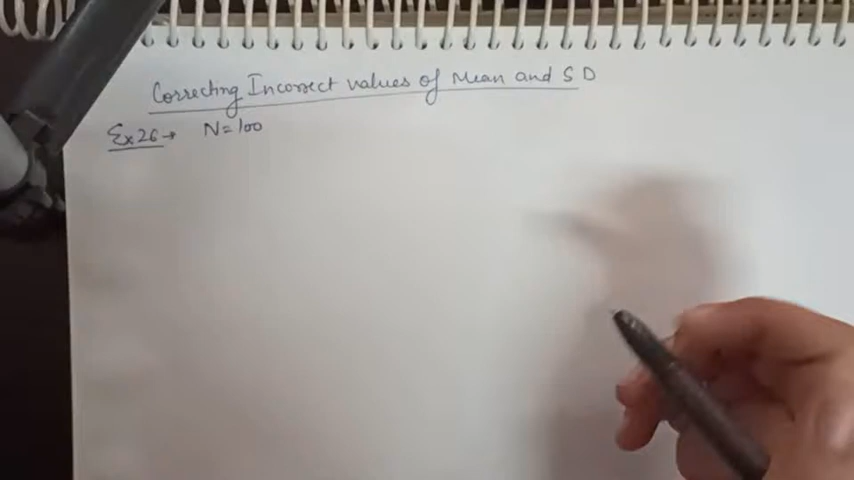 Correcting Incorrect values of Mean and SD
Ex 26 → N=100